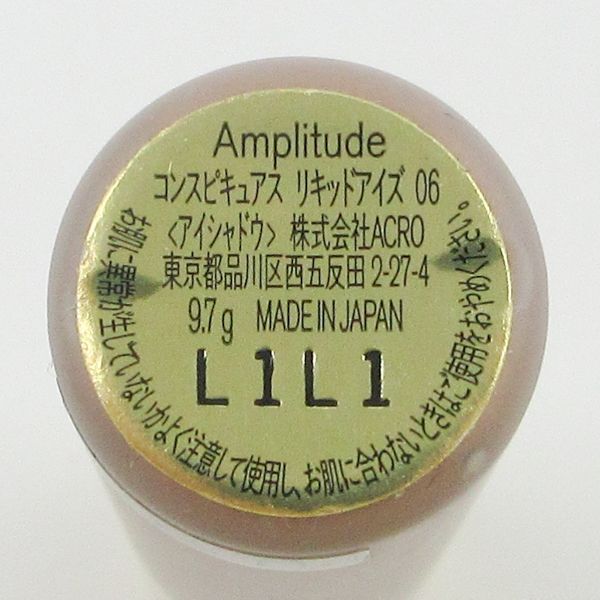 Amplitude
コンスピキュアス リキッドアイズ 06
〈アイシャドウ〉 株式会社ACRO
東京都品川区西五反田 2-27-4
9.7 g MADE IN JAPAN
L1L1
お肌に異常が生じていないかよく注意して使用し、お肌に合わないときはご使用をおやめください。